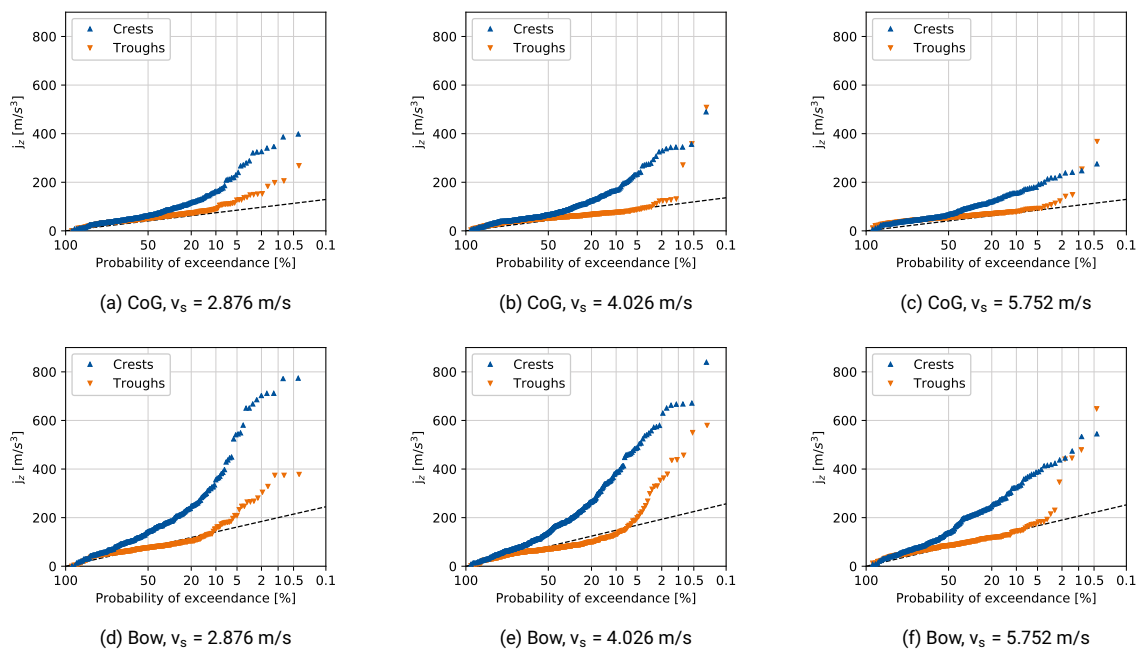 800
600
400
200
0
j_z [m/s³]
Crests
Troughs
100 50 20 10 5 2 1 0.5 0.1
Probability of exceendance [%]
(a) CoG, v_s = 2.876 m/s
800
600
400
200
0
j_z [m/s³]
Crests
Troughs
100 50 20 10 5 2 1 0.5 0.1
Probability of exceendance [%]
(b) CoG, v_s = 4.026 m/s
800
600
400
200
0
j_z [m/s³]
Crests
Troughs
100 50 20 10 5 2 1 0.5 0.1
Probability of exceendance [%]
(c) CoG, v_s = 5.752 m/s
800
600
400
200
0
j_z [m/s³]
Crests
Troughs
100 50 20 10 5 2 1 0.5 0.1
Probability of exceendance [%]
(d) Bow, v_s = 2.876 m/s
800
600
400
200
0
j_z [m/s³]
Crests
Troughs
100 50 20 10 5 2 1 0.5 0.1
Probability of exceendance [%]
(e) Bow, v_s = 4.026 m/s
800
600
400
200
0
j_z [m/s³]
Crests
Troughs
100 50 20 10 5 2 1 0.5 0.1
Probability of exceendance [%]
(f) Bow, v_s = 5.752 m/s